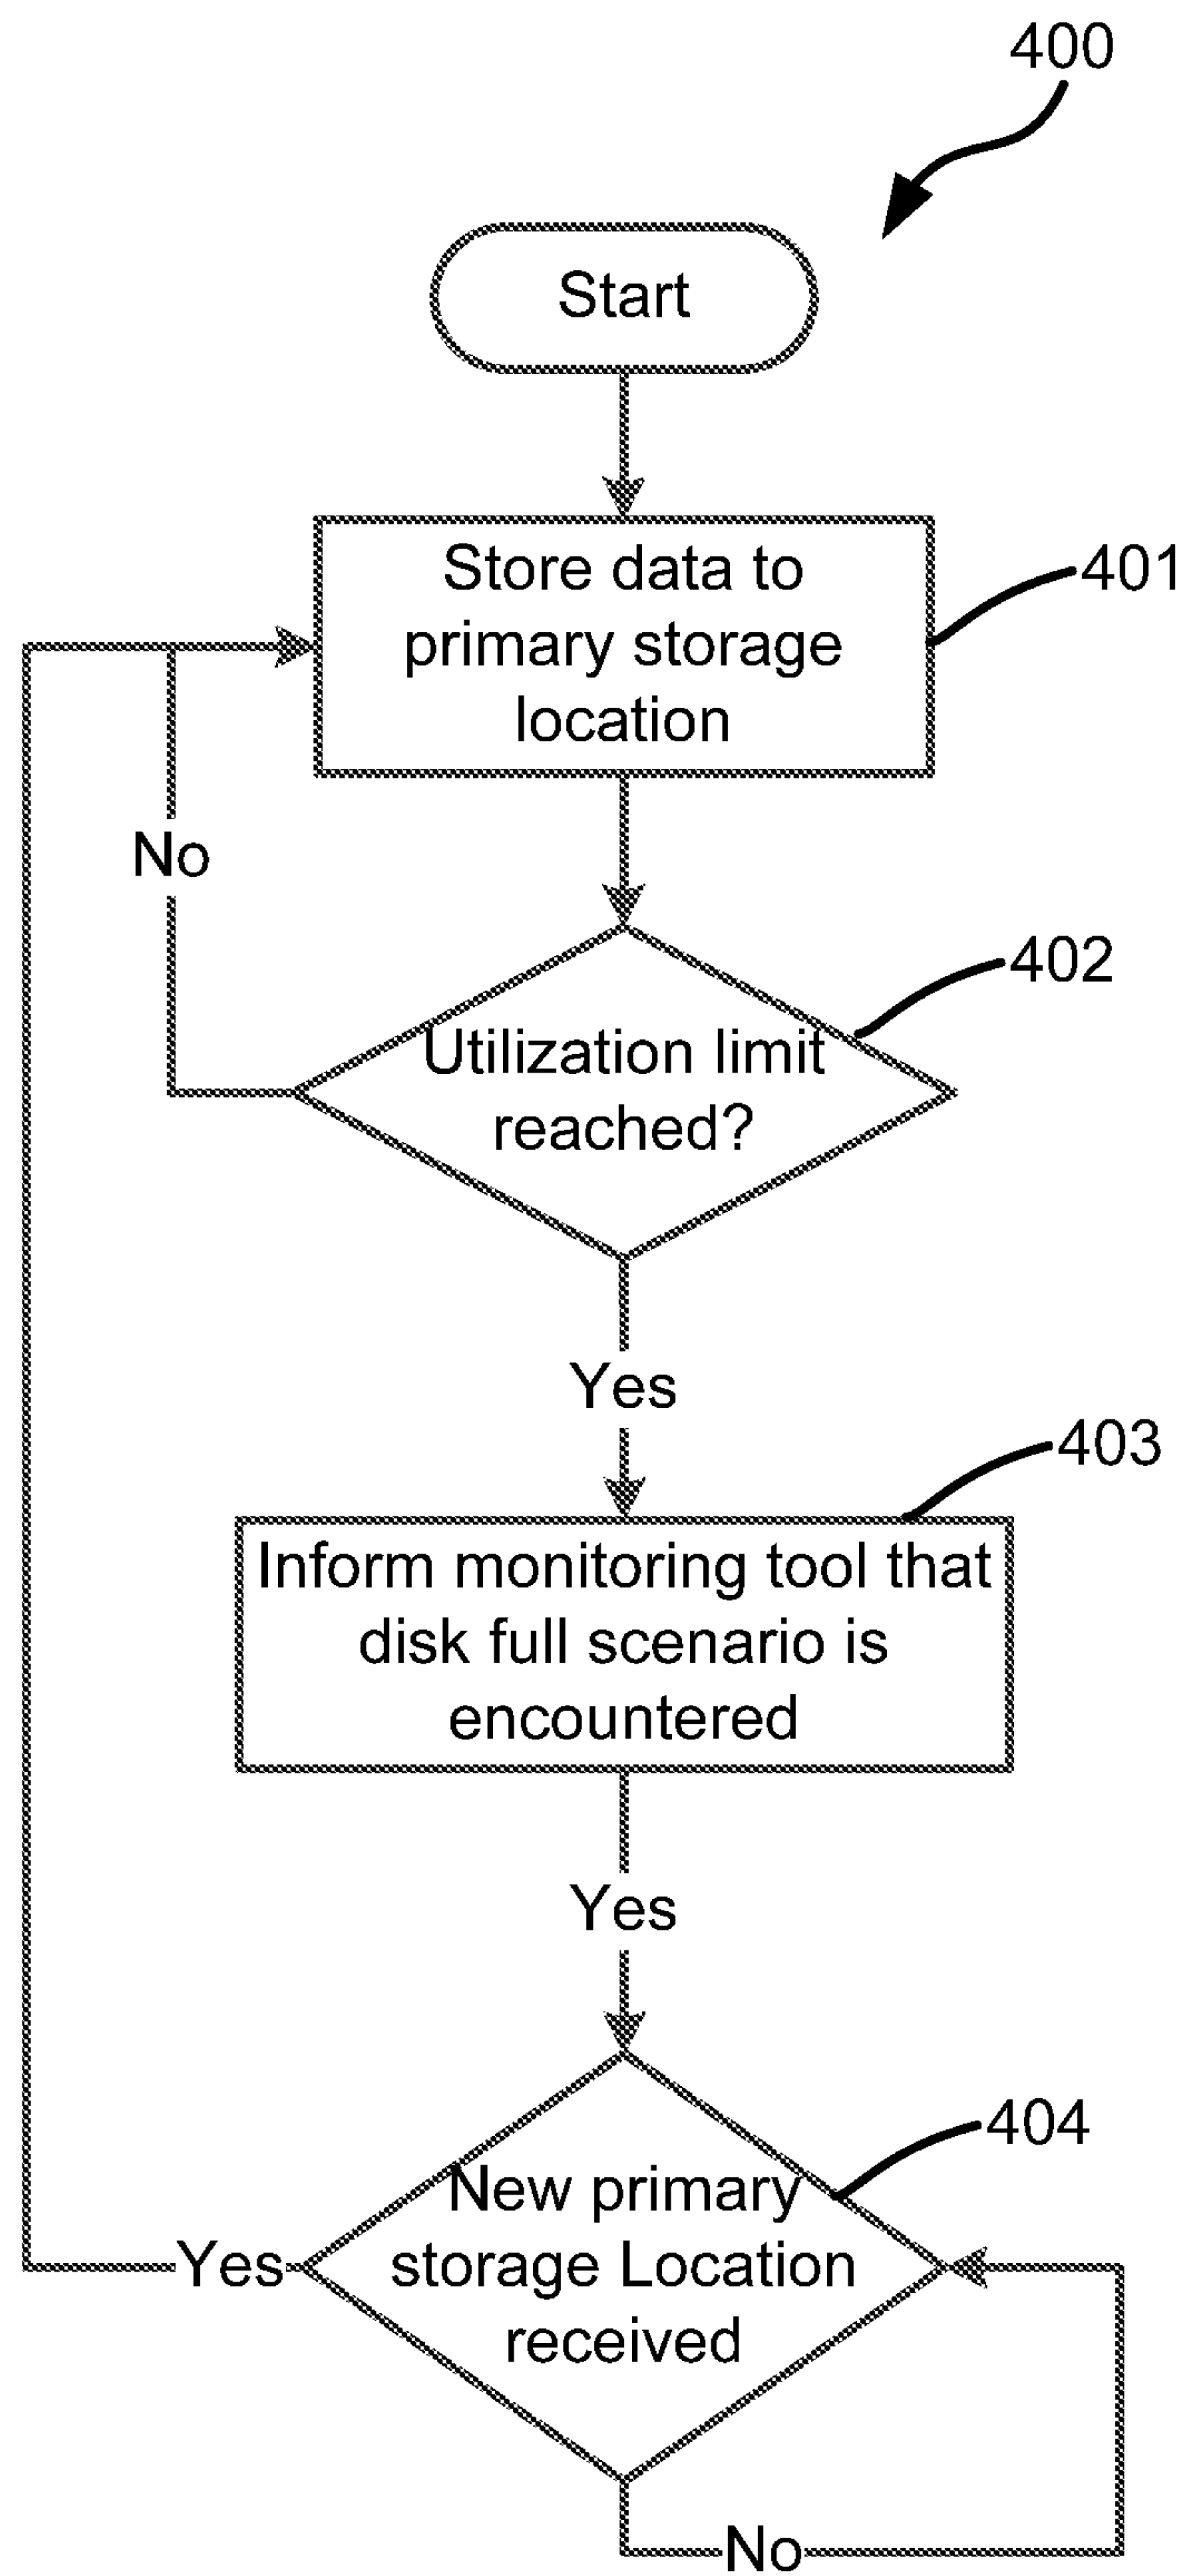 400
Start
Store data to
primary storage
location
401
No
402
Utilization limit
reached?
Yes
403
Inform monitoring tool that
disk full scenario is
encountered
Yes
404
New primary
storage Location
received
Yes
No